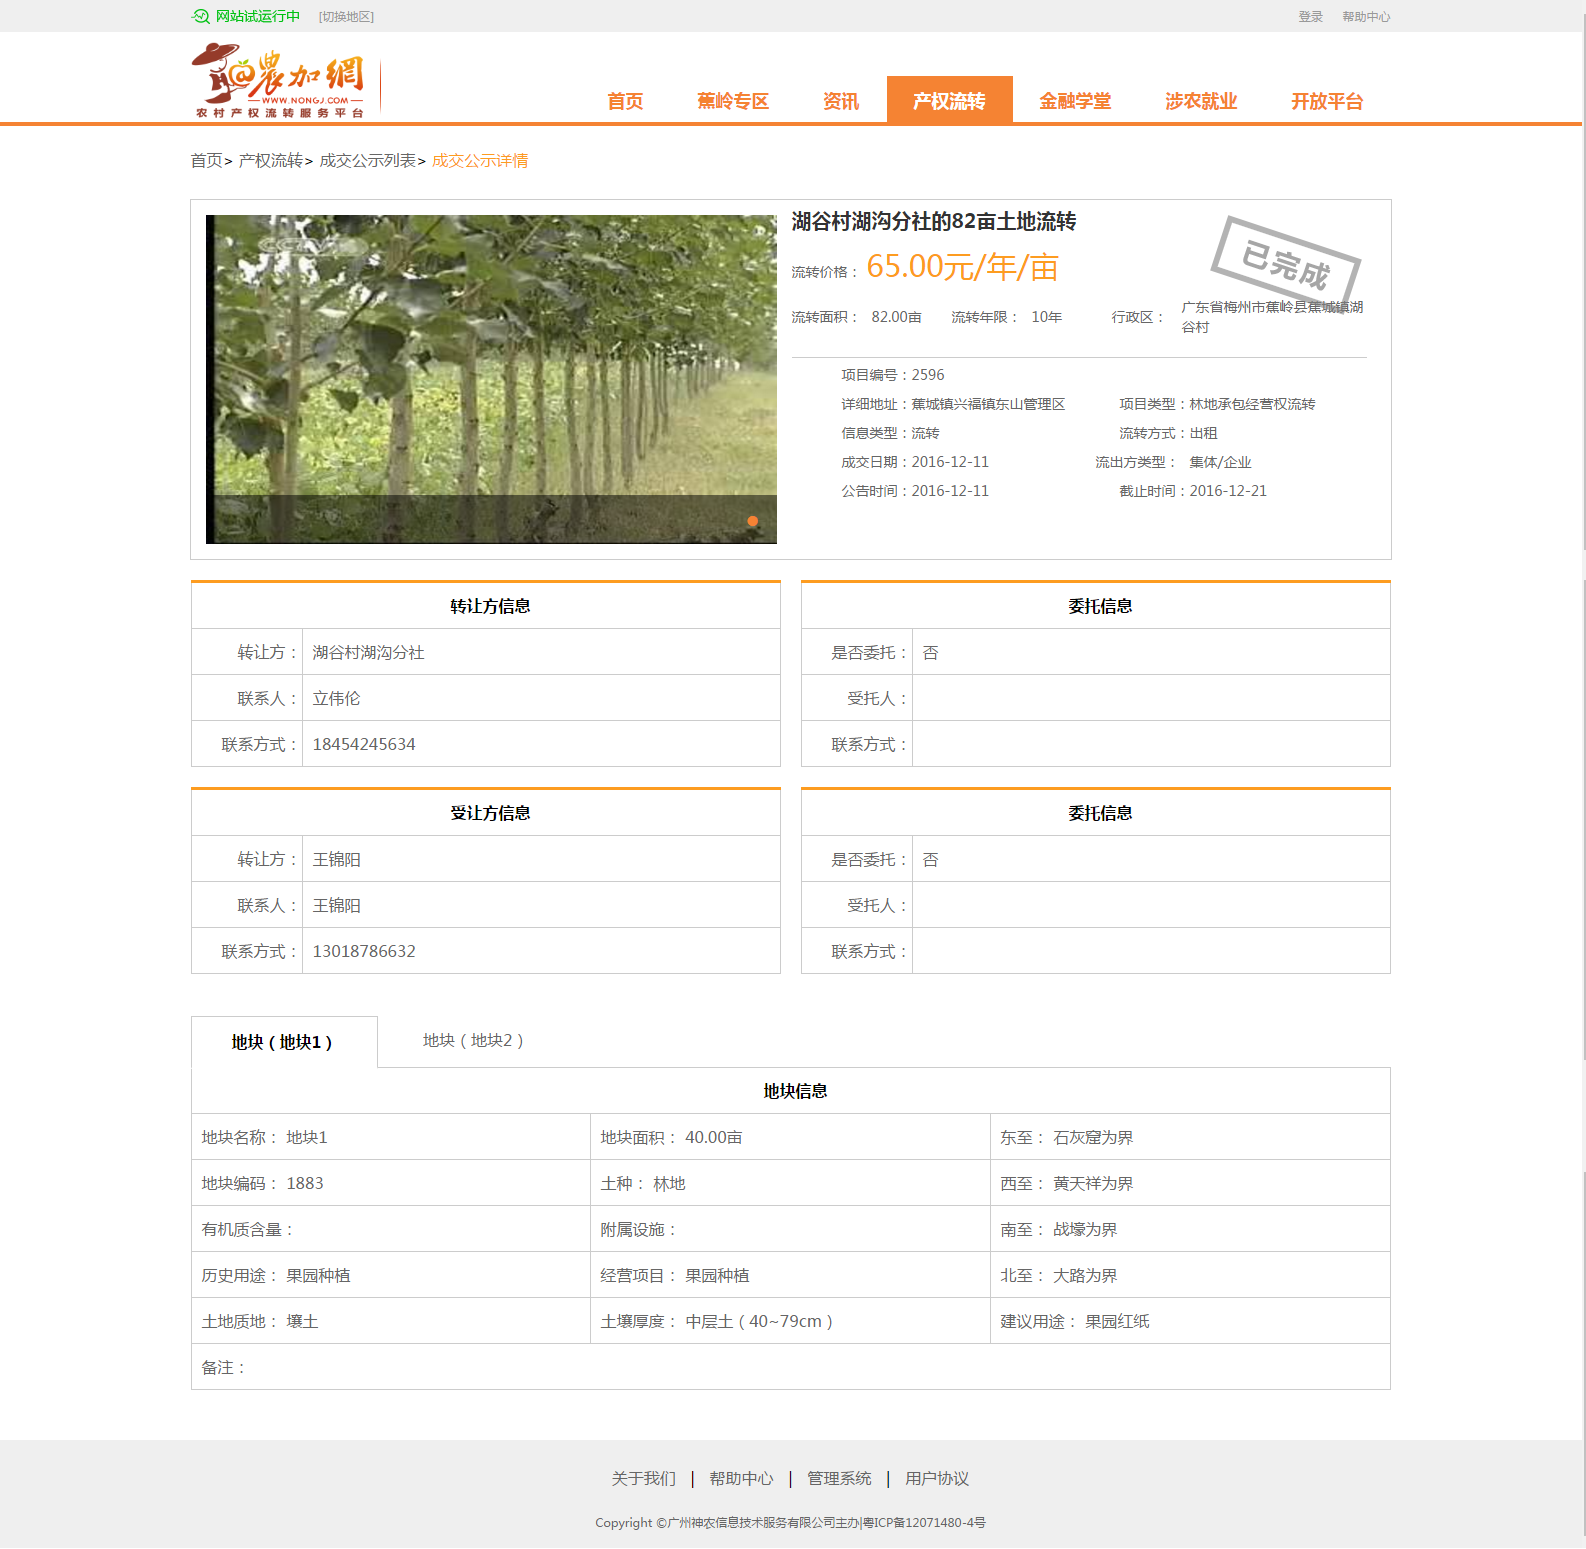 网站试运行中 [切换地区] 登录 帮助中心
@農加網
WWW.NONGJ.COM
农村产权流转服务平台
首页 蕉岭专区 资讯 产权流转 金融学堂 涉农就业 开放平台
首页> 产权流转> 成交公示列表> 成交公示详情
CCTV
湖谷村湖沟分社的82亩土地流转
已完成
流转价格： 65.00元/年/亩
流转面积： 82.00亩 流转年限： 10年 行政区： 广东省梅州市蕉岭县蕉城镇湖
谷村
项目编号：2596
详细地址：蕉城镇兴福镇东山管理区 项目类型：林地承包经营权流转
信息类型：流转 流转方式：出租
成交日期：2016-12-11 流出方类型： 集体/企业
公告时间：2016-12-11 截止时间：2016-12-21
转让方信息
转让方： 湖谷村湖沟分社
联系人： 立伟伦
联系方式： 18454245634
委托信息
是否委托： 否
受托人：
联系方式：
受让方信息
转让方： 王锦阳
联系人： 王锦阳
联系方式： 13018786632
委托信息
是否委托： 否
受托人：
联系方式：
地块（地块1） 地块（地块2）
地块信息
地块名称： 地块1 地块面积： 40.00亩 东至： 石灰窟为界
地块编码： 1883 土种： 林地 西至： 黄天祥为界
有机质含量： 附属设施： 南至： 战壕为界
历史用途： 果园种植 经营项目： 果园种植 北至： 大路为界
土地质地： 壤土 土壤厚度： 中层土（40~79cm） 建议用途： 果园红纸
备注：
关于我们 | 帮助中心 | 管理系统 | 用户协议
Copyright ©广州神农信息技术服务有限公司主办|粤ICP备12071480-4号